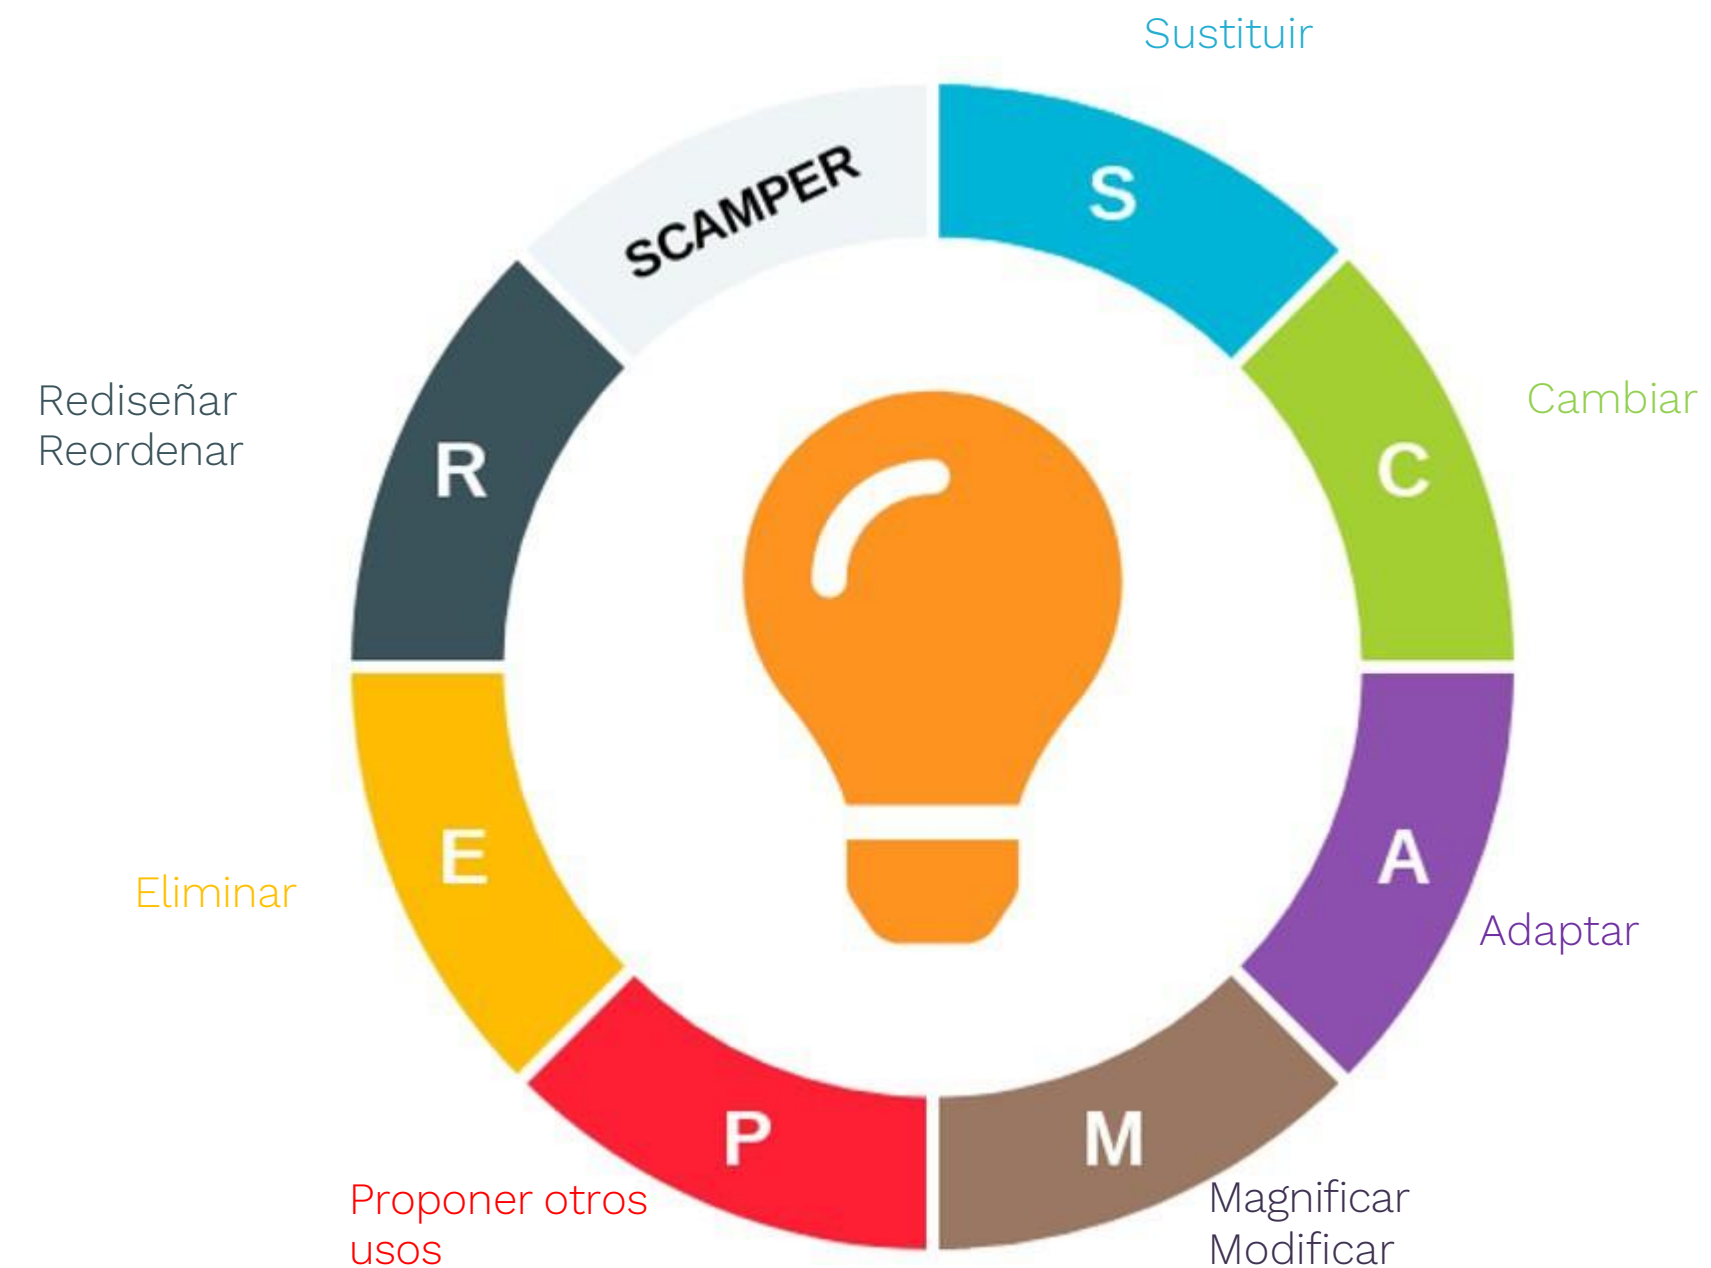 Sustituir
SCAMPER
S
Cambiar
C
Rediseñar
Reordenar
R
A
Adaptar
E
Eliminar
M
Magnificar
Modificar
P
Proponer otros
usos